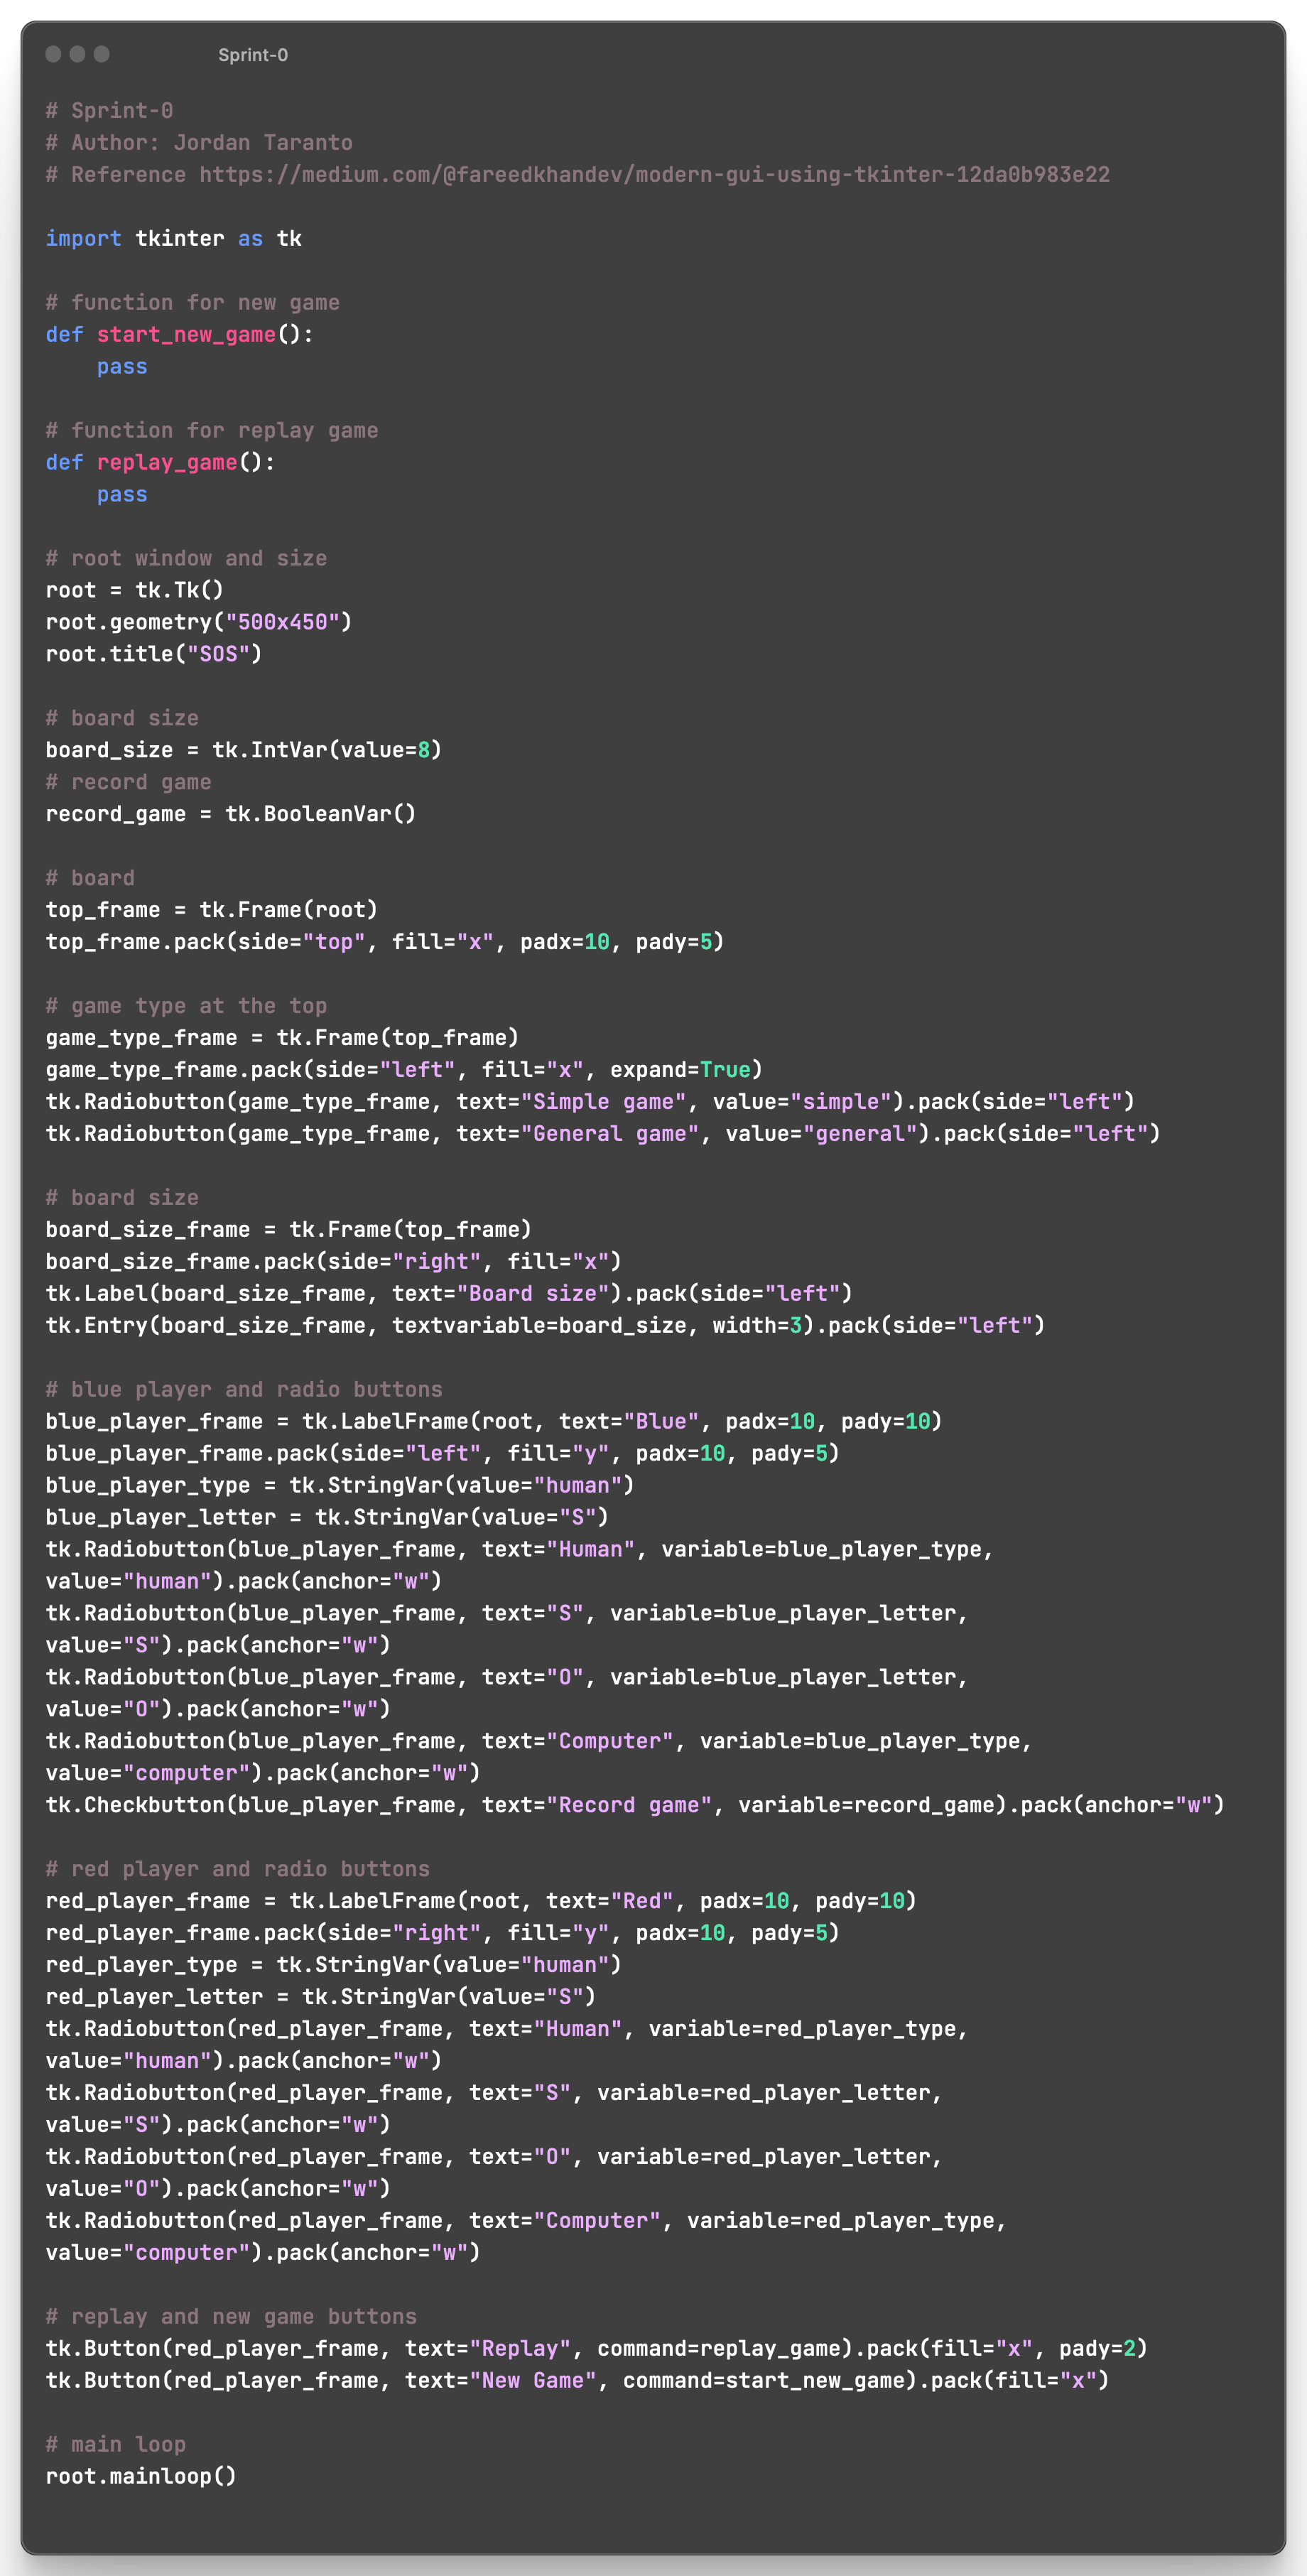 Sprint-0
# Sprint-0
# Author: Jordan Taranto
# Reference https://medium.com/@fareedkhandev/modern-gui-using-tkinter-12da0b983e22
import tkinter as tk
# function for new game
def start_new_game():
    pass
# function for replay game
def replay_game():
    pass
# root window and size
root = tk.Tk()
root.geometry("500x450")
root.title("SOS")
# board size
board_size = tk.IntVar(value=8)
# record game
record_game = tk.BooleanVar()
# board
top_frame = tk.Frame(root)
top_frame.pack(side="top", fill="x", padx=10, pady=5)
# game type at the top
game_type_frame = tk.Frame(top_frame)
game_type_frame.pack(side="left", fill="x", expand=True)
tk.Radiobutton(game_type_frame, text="Simple game", value="simple").pack(side="left")
tk.Radiobutton(game_type_frame, text="General game", value="general").pack(side="left")
# board size
board_size_frame = tk.Frame(top_frame)
board_size_frame.pack(side="right", fill="x")
tk.Label(board_size_frame, text="Board size").pack(side="left")
tk.Entry(board_size_frame, textvariable=board_size, width=3).pack(side="left")
# blue player and radio buttons
blue_player_frame = tk.LabelFrame(root, text="Blue", padx=10, pady=10)
blue_player_frame.pack(side="left", fill="y", padx=10, pady=5)
blue_player_type = tk.StringVar(value="human")
blue_player_letter = tk.StringVar(value="S")
tk.Radiobutton(blue_player_frame, text="Human", variable=blue_player_type,
value="human").pack(anchor="w")
tk.Radiobutton(blue_player_frame, text="S", variable=blue_player_letter,
value="S").pack(anchor="w")
tk.Radiobutton(blue_player_frame, text="O", variable=blue_player_letter,
value="O").pack(anchor="w")
tk.Radiobutton(blue_player_frame, text="Computer", variable=blue_player_type,
value="computer").pack(anchor="w")
tk.Checkbutton(blue_player_frame, text="Record game", variable=record_game).pack(anchor="w")
# red player and radio buttons
red_player_frame = tk.LabelFrame(root, text="Red", padx=10, pady=10)
red_player_frame.pack(side="right", fill="y", padx=10, pady=5)
red_player_type = tk.StringVar(value="human")
red_player_letter = tk.StringVar(value="S")
tk.Radiobutton(red_player_frame, text="Human", variable=red_player_type,
value="human").pack(anchor="w")
tk.Radiobutton(red_player_frame, text="S", variable=red_player_letter,
value="S").pack(anchor="w")
tk.Radiobutton(red_player_frame, text="O", variable=red_player_letter,
value="O").pack(anchor="w")
tk.Radiobutton(red_player_frame, text="Computer", variable=red_player_type,
value="computer").pack(anchor="w")
# replay and new game buttons
tk.Button(red_player_frame, text="Replay", command=replay_game).pack(fill="x", pady=2)
tk.Button(red_player_frame, text="New Game", command=start_new_game).pack(fill="x")
# main loop
root.mainloop()